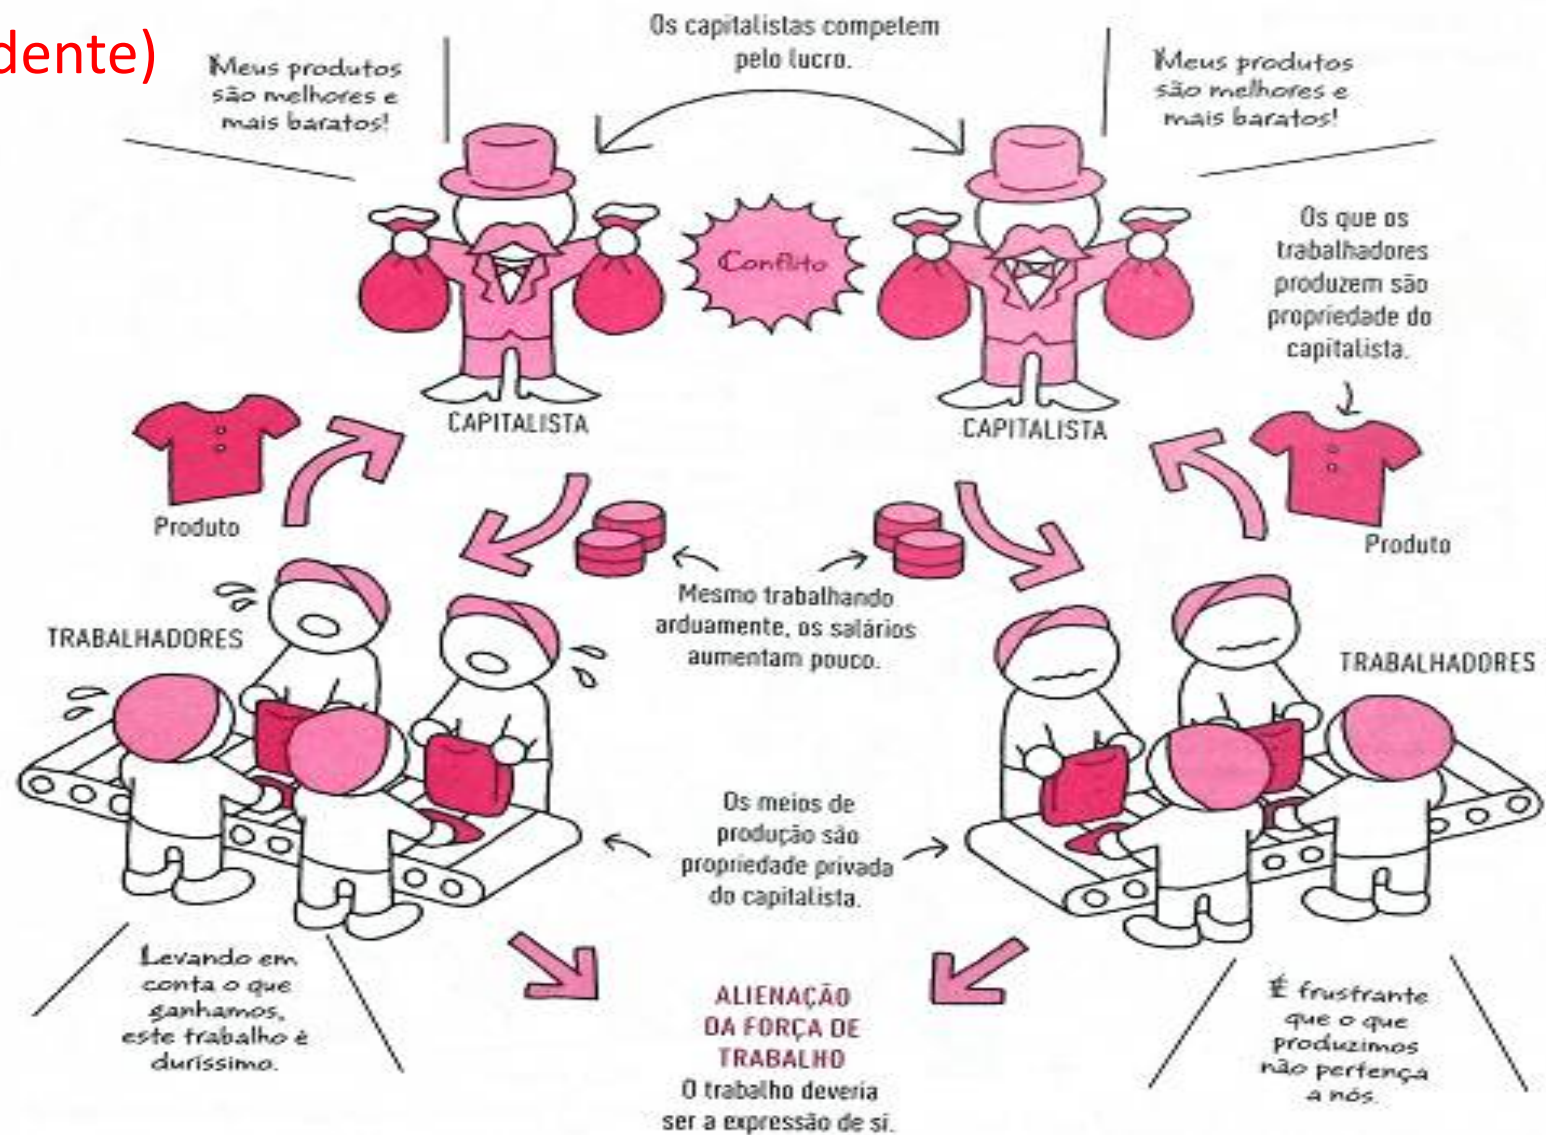 dente)
Os capitalistas competem
pelo lucro.
Meus produtos
são melhores e
mais baratos!
Meus produtos
são melhores e
mais baratos!
Conflito
Os que os
trabalhadores
produzem são
propriedade do
capitalista.
CAPITALISTA
CAPITALISTA
Produto
Produto
Mesmo trabalhando
arduamente, os salários
aumentam pouco.
TRABALHADORES
TRABALHADORES
Os meios de
produção são
propriedade privada
do capitalista.
Levando em
conta o que
ganhamos,
este trabalho é
duríssimo.
ALIENAÇÃO
DA FORÇA DE
TRABALHO
O trabalho deveria
ser a expressão de si.
É frustrante
que o que
produzimos
não pertença
a nós.